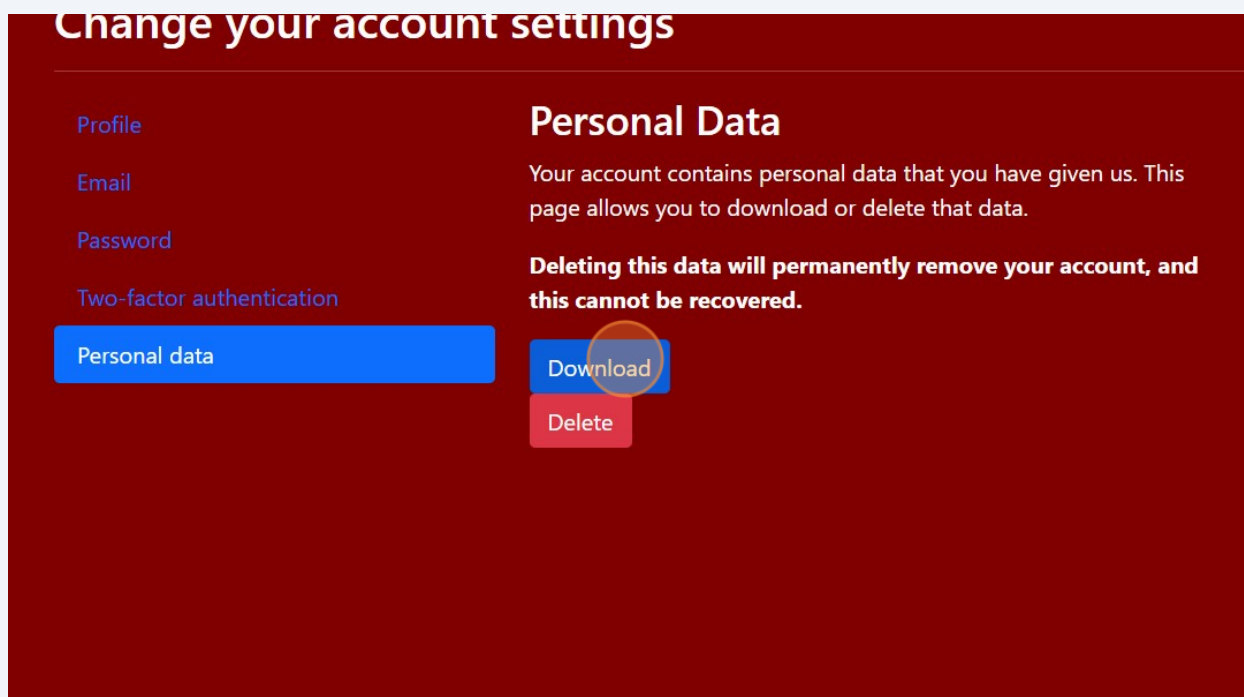 Change your account settings
Profile
Email
Password
Two-factor authentication
Personal data
Personal Data
Your account contains personal data that you have given us. This
page allows you to download or delete that data.
Deleting this data will permanently remove your account, and
this cannot be recovered.
Download
Delete